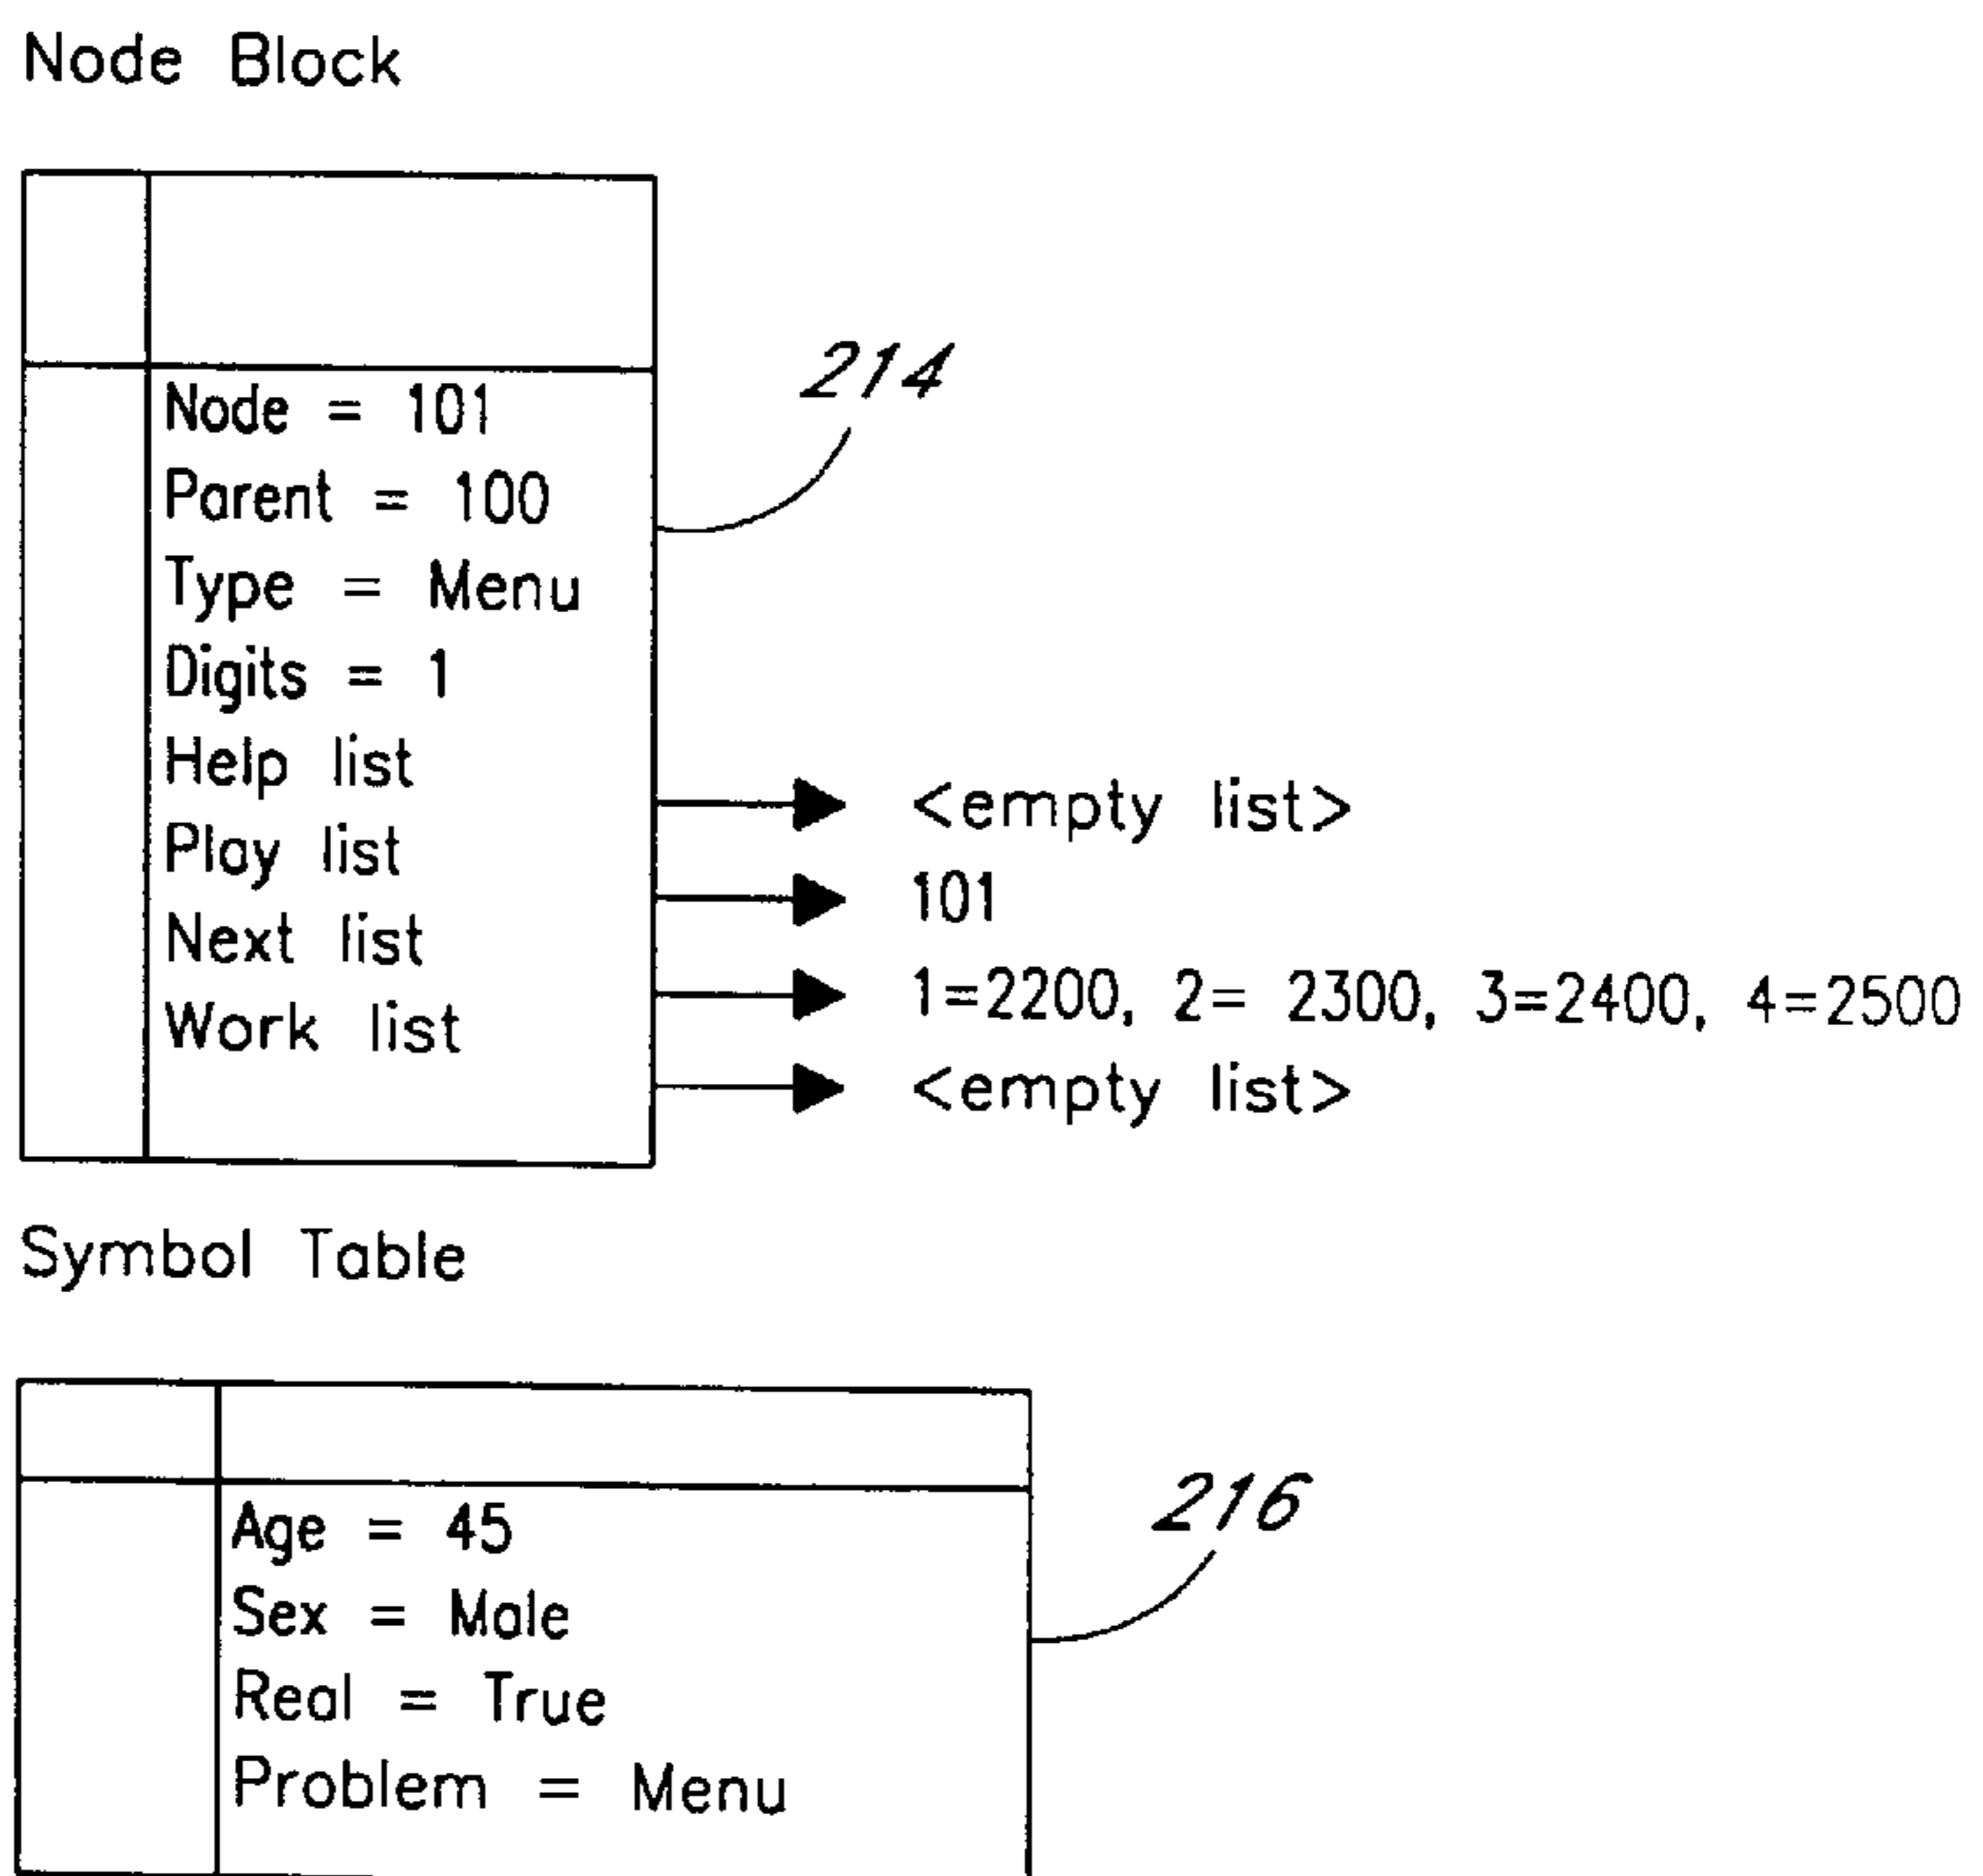 Node Block
214
Node = 101
Parent = 100
Type = Menu
Digits = 1
Help list
<empty list>
Play list
101
Next list
1=2200, 2= 2300, 3=2400, 4=2500
Work list
<empty list>
Symbol Table
216
Age = 45
Sex = Male
Real = True
Problem = Menu